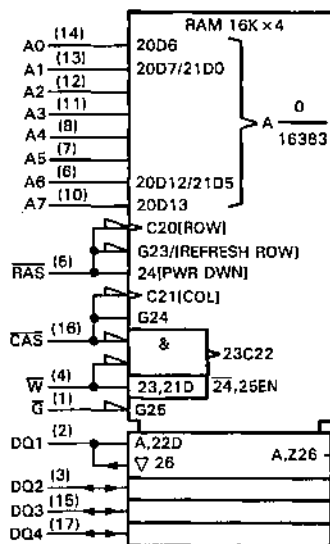 RAM 16K × 4
A0 (14) 20D6
A1 (13) 20D7/21D0
A2 (12)
A3 (11)
A4 (8)
A5 (7)
A6 (6) 20D12/21D5
A7 (10) 20D13
A 0
16383
C20[ROW]
G23/[REFRESH ROW]
RAS (5) 24[PWR DWN]
C21[COL]
G24
CAS (16) &
23C22
W (4) 23,21D 24,25EN
G (1) G25
DQ1 (2) A,22D
▽ 26 A,Z26
DQ2 (3)
DQ3 (15)
DQ4 (17)